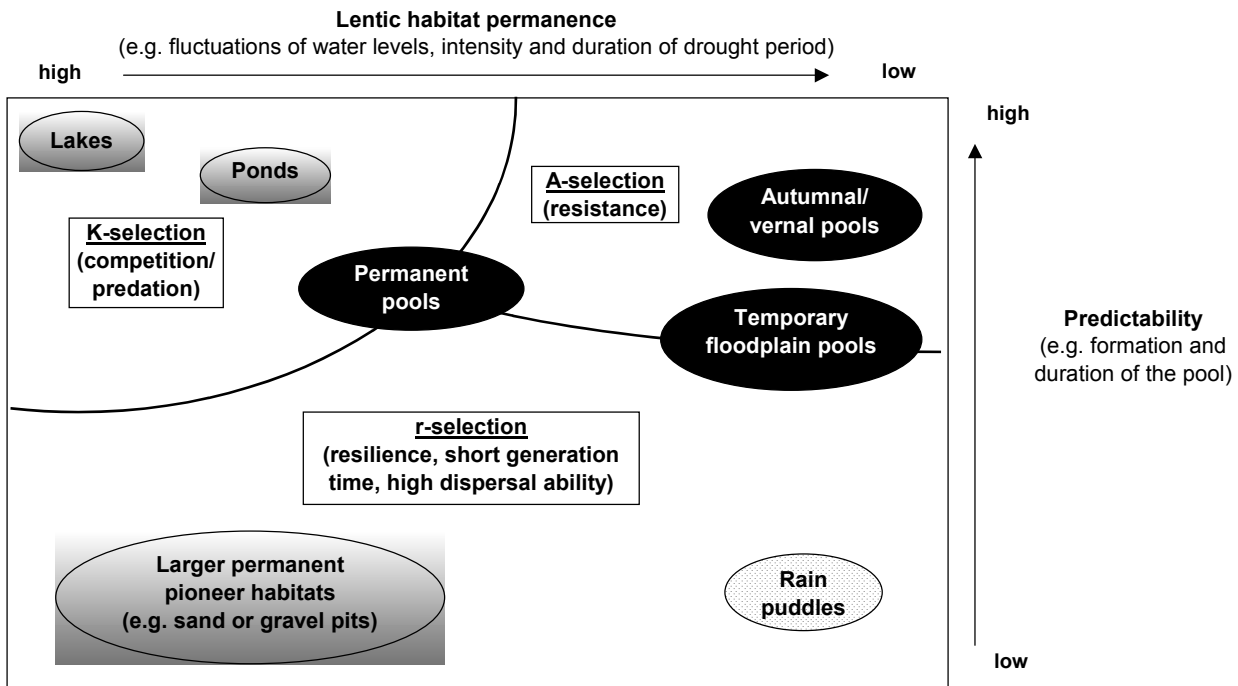 Lentic habitat permanence
(e.g. fluctuations of water levels, intensity and duration of drought period)
high
low
high
Lakes
Ponds
A-selection
(resistance)
Autumnal/
vernal pools
K-selection
(competition/
predation)
Permanent
pools
Temporary
floodplain pools
Predictability
(e.g. formation and
duration of the pool)
r-selection
(resilience, short generation
time, high dispersal ability)
Larger permanent
pioneer habitats
(e.g. sand or gravel pits)
Rain
puddles
low